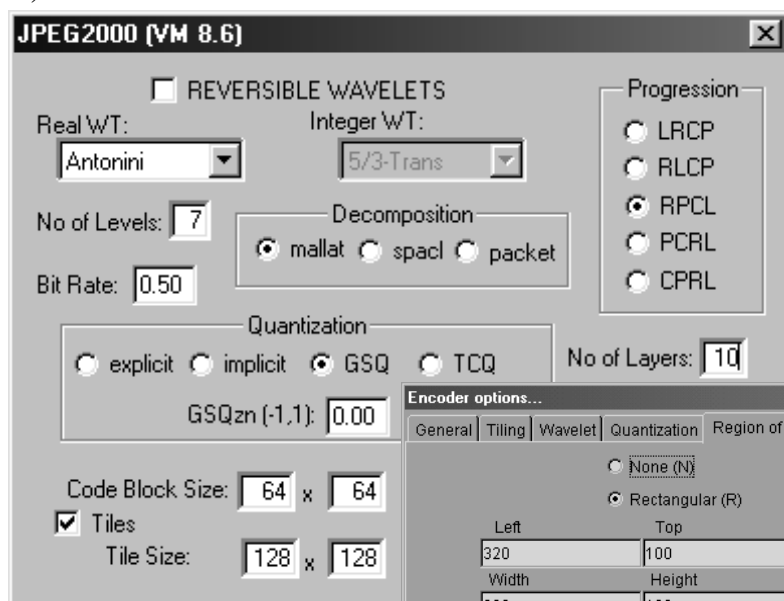 JPEG2000 (VM 8.6)
REVERSIBLE WAVELETS
Real WT:
Integer WT:
Antonini
5/3-Trans
No of Levels: 7
Decomposition
mallat spacl packet
Bit Rate: 0.50
Progression
LRCP
RLCP
RPCL
PCRL
CPRL
Quantization
explicit implicit GSQ TCQ
GSQzn (-1,1): 0.00
No of Layers: 10
Code Block Size: 64 x 64
Tiles
Tile Size: 128 x 128
Encoder options...
General Tiling Wavelet Quantization Region of
None (N)
Rectangular (R)
Left Top
320 100
Width Height